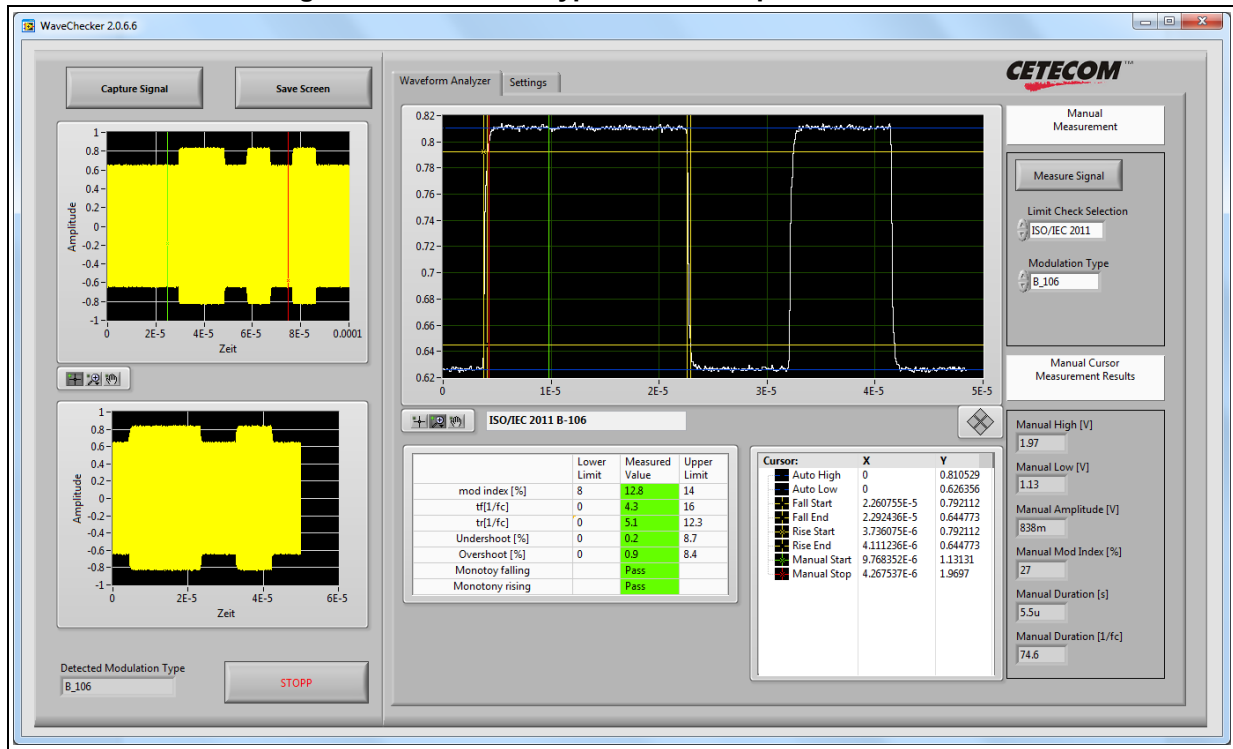 WaveChecker 2.0.6.6
Capture Signal
Save Screen
1
0.8
0.6
0.4
0.2
0
-0.2
-0.4
-0.6
-0.8
-1
Amplitude
0 2E-5 4E-5 6E-5 8E-5 0.0001
Zeit
1
0.8
0.6
0.4
0.2
0
-0.2
-0.4
-0.6
-0.8
-1
Amplitude
0 2E-5 4E-5 6E-5
Zeit
Detected Modulation Type
B_106
STOPP
Waveform Analyzer Settings
CETECOM™
0.82
0.8
0.78
0.76
0.74
0.72
0.7
0.68
0.66
0.64
0.62
0 1E-5 2E-5 3E-5 4E-5 5E-5
ISO/IEC 2011 B-106
Lower Limit Measured Value Upper Limit
mod index [%] 8 12.8 14
tf[1/fc] 0 4.3 16
tr[1/fc] 0 5.1 12.3
Undershoot [%] 0 0.2 8.7
Overshoot [%] 0 0.9 8.4
Monotoy falling Pass
Monotony rising Pass
Cursor: X Y
Auto High 0 0.810529
Auto Low 0 0.626356
Fall Start 2.260755E-5 0.792112
Fall End 2.292436E-5 0.644773
Rise Start 3.736075E-6 0.792112
Rise End 4.111236E-6 0.644773
Manual Start 9.768352E-6 1.13131
Manual Stop 4.267537E-6 1.9697
Manual
Measurement
Measure Signal
Limit Check Selection
ISO/IEC 2011
Modulation Type
B_106
Manual Cursor
Measurement Results
Manual High [V]
1.97
Manual Low [V]
1.13
Manual Amplitude [V]
838m
Manual Mod Index [%]
27
Manual Duration [s]
5.5u
Manual Duration [1/fc]
74.6